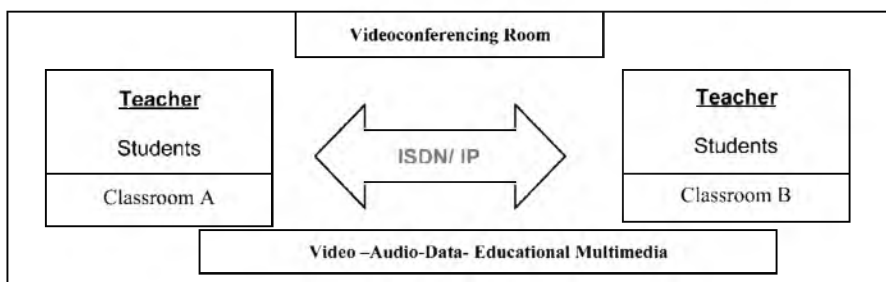 Videoconferencing Room
Teacher
Students
Classroom A
ISDN/ IP
Teacher
Students
Classroom B
Video –Audio-Data- Educational Multimedia